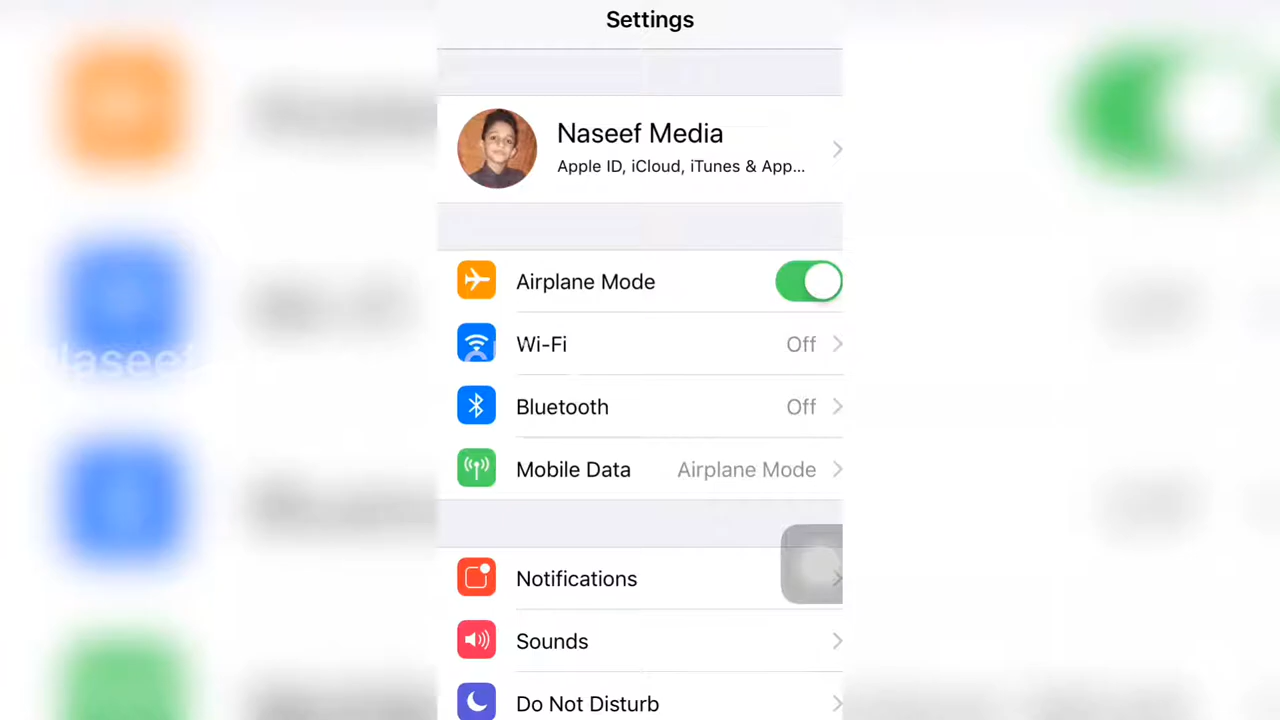 Settings
Naseef Media
Apple ID, iCloud, iTunes & App...
Airplane Mode
Wi-Fi Off
Bluetooth Off
Mobile Data Airplane Mode
Notifications
Sounds
Do Not Disturb
Naseef